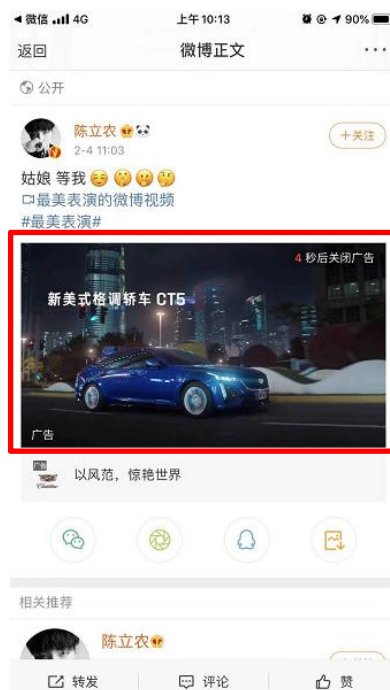 微信 4G 上午10:13 90%
返回 微博正文 ···
公开
陈立农
2-4 11:03
+关注
姑娘 等我
最美表演的微博视频
#最美表演#
4 秒后关闭广告
新美式格调轿车 CT5
广告
以风范，惊艳世界
Cadillac
相关推荐
陈立农
转发 评论 赞